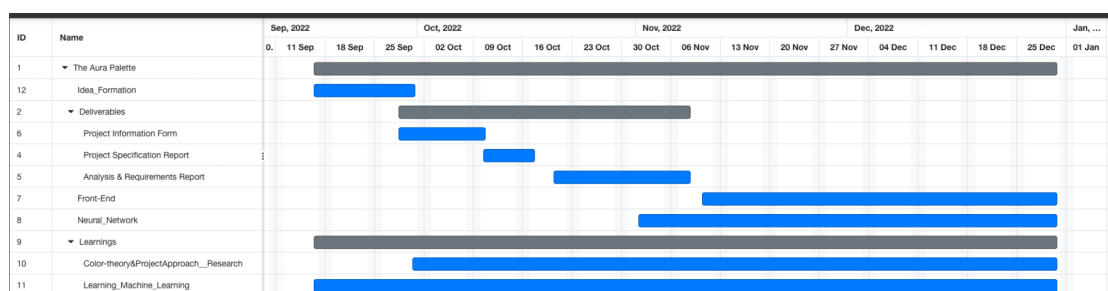 ID Name Sep, 2022 Oct, 2022 Nov, 2022 Dec, 2022 Jan, ...
0. 11 Sep 18 Sep 25 Sep 02 Oct 09 Oct 16 Oct 23 Oct 30 Oct 06 Nov 13 Nov 20 Nov 27 Nov 04 Dec 11 Dec 18 Dec 25 Dec 01 Jan
1 The Aura Palette
12 Idea_Formation
2 Deliverables
6 Project Information Form
4 Project Specification Report
5 Analysis & Requirements Report
7 Front-End
8 Neural_Network
9 Learnings
10 Color-theory&ProjectApproach__Research
11 Learning_Machine_Learning